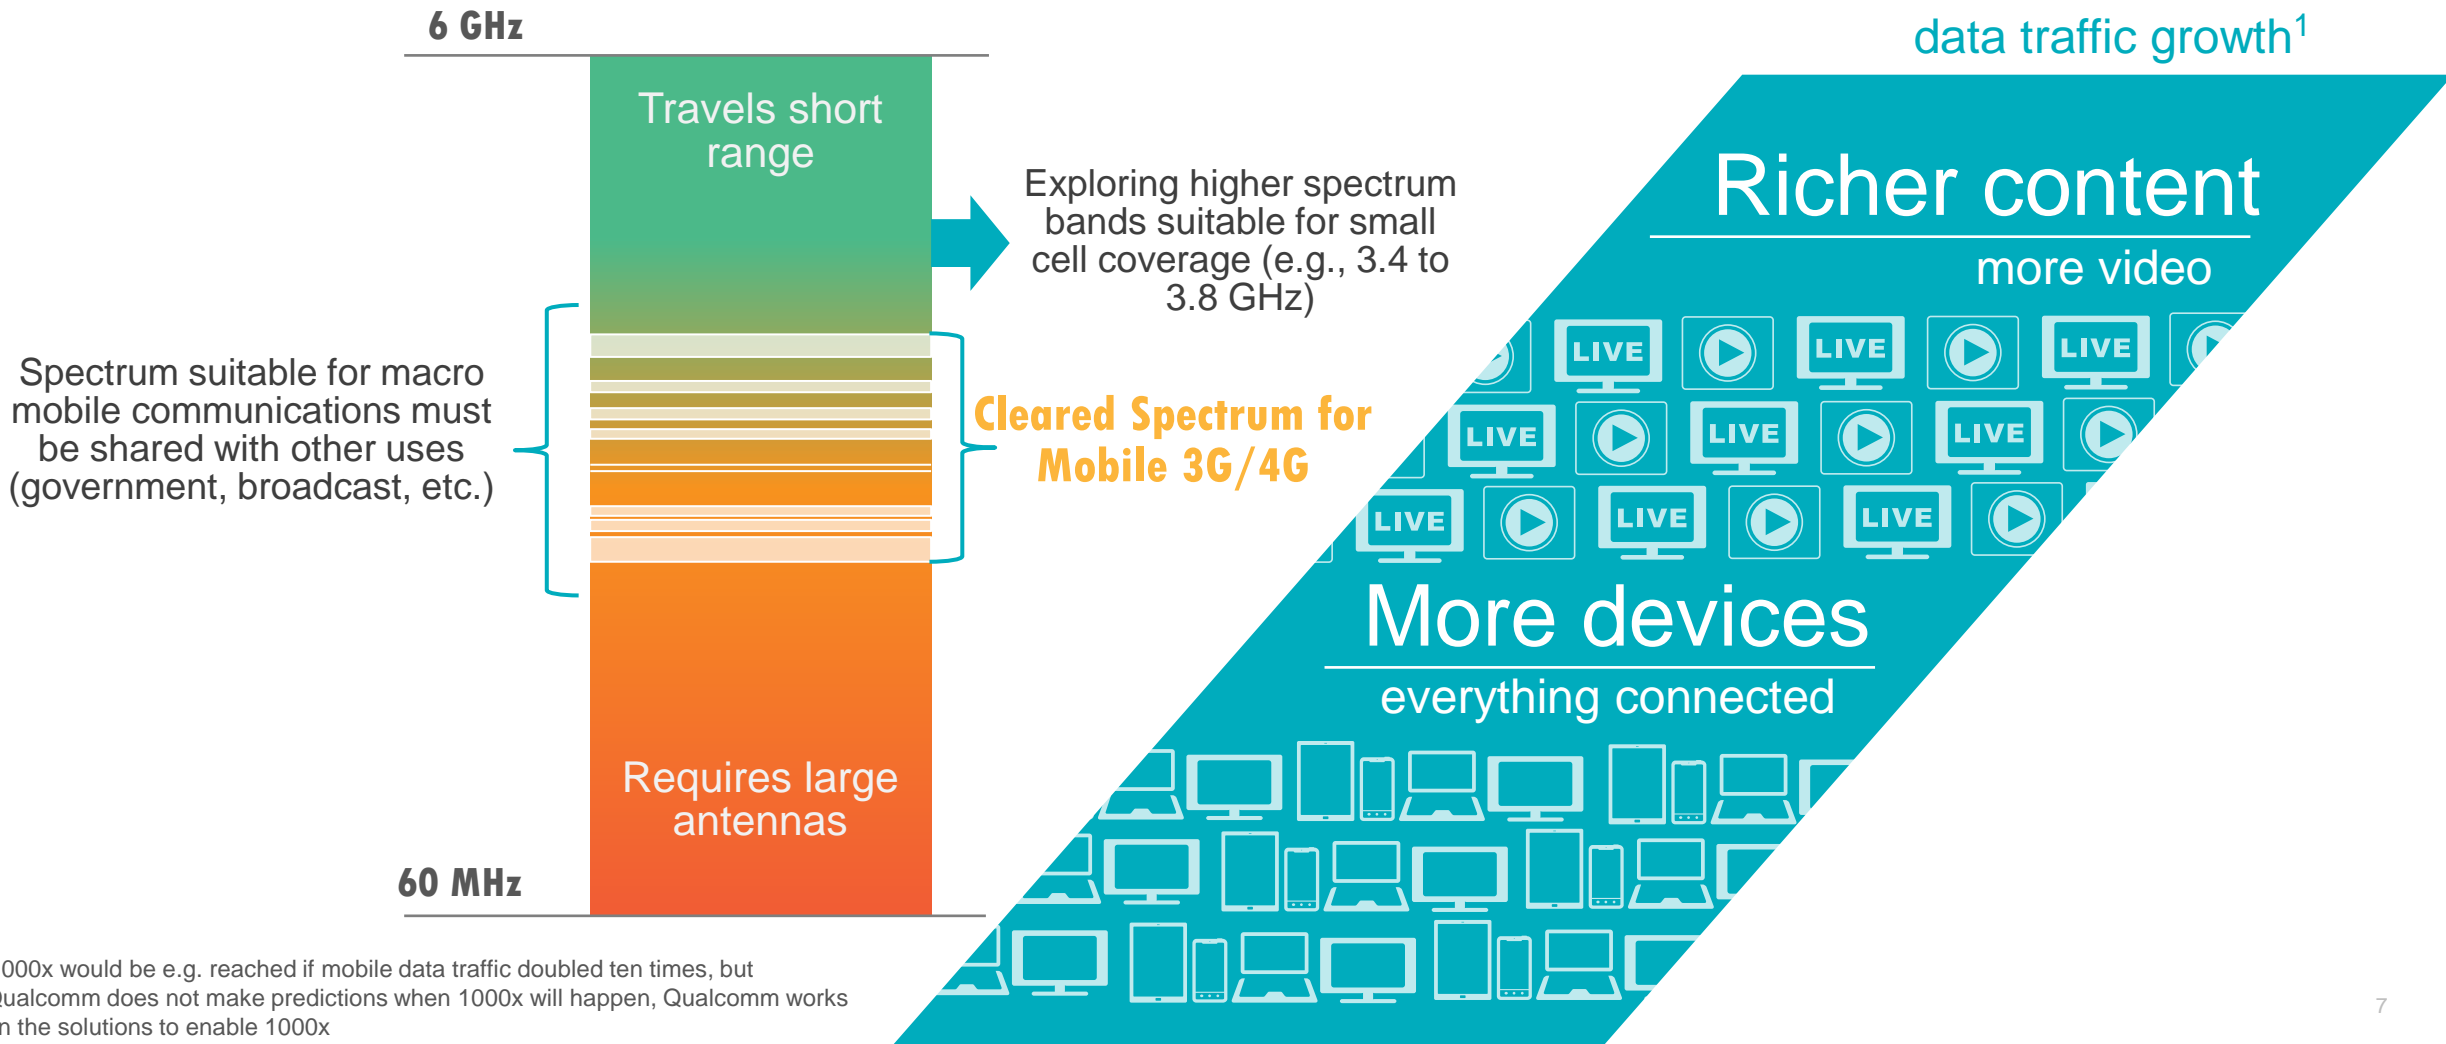 6 GHz
data traffic growth1
Travels short
range
Exploring higher spectrum
bands suitable for small
cell coverage (e.g., 3.4 to
3.8 GHz)
Richer content
more video
LIVE LIVE LIVE
LIVE LIVE LIVE
LIVE LIVE LIVE
Spectrum suitable for macro
mobile communications must
be shared with other uses
(government, broadcast, etc.)
Cleared Spectrum for
Mobile 3G/4G
More devices
everything connected
Requires large
antennas
60 MHz
000x would be e.g. reached if mobile data traffic doubled ten times, but
Qualcomm does not make predictions when 1000x will happen, Qualcomm works
n the solutions to enable 1000x
7